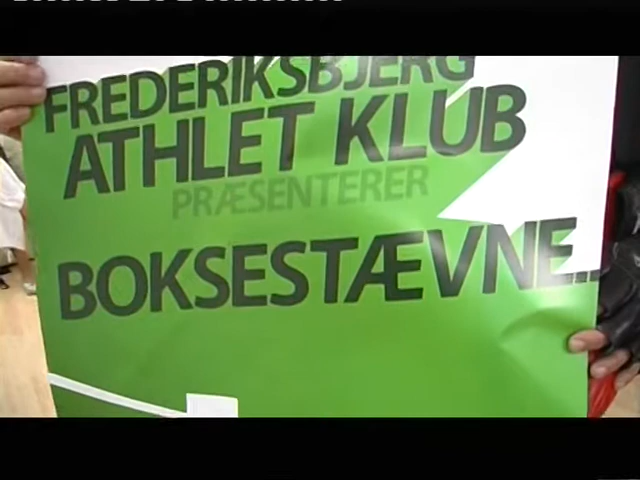 FREDERIKSBJERG
ATHLET KLUB
PRÆSENTERER
BOKSESTÆVNE...